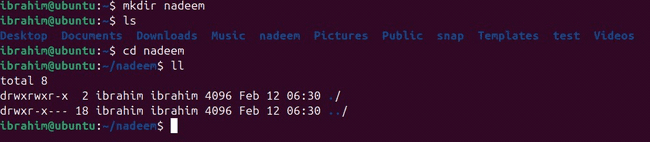 ibrahim@ubuntu:~$ mkdir nadeem
ibrahim@ubuntu:~$ ls
Desktop  Documents  Downloads  Music  nadeem  Pictures  Public  snap  Templates  test  Videos
ibrahim@ubuntu:~$ cd nadeem
ibrahim@ubuntu:~/nadeem$ ll
total 8
drwxrwxr-x  2 ibrahim ibrahim 4096 Feb 12 06:30 ./
drwxr-x--- 18 ibrahim ibrahim 4096 Feb 12 06:30 ../
ibrahim@ubuntu:~/nadeem$